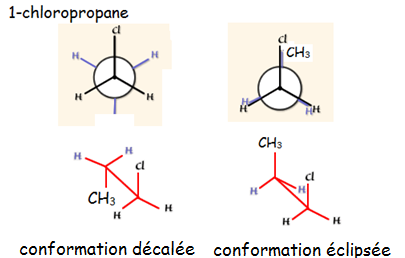 1-chloropropane
cl
H H
H H
cl
CH3
H H H H
H H cl
CH3 H H
CH3
H H cl
H H
conformation décalée conformation éclipsée